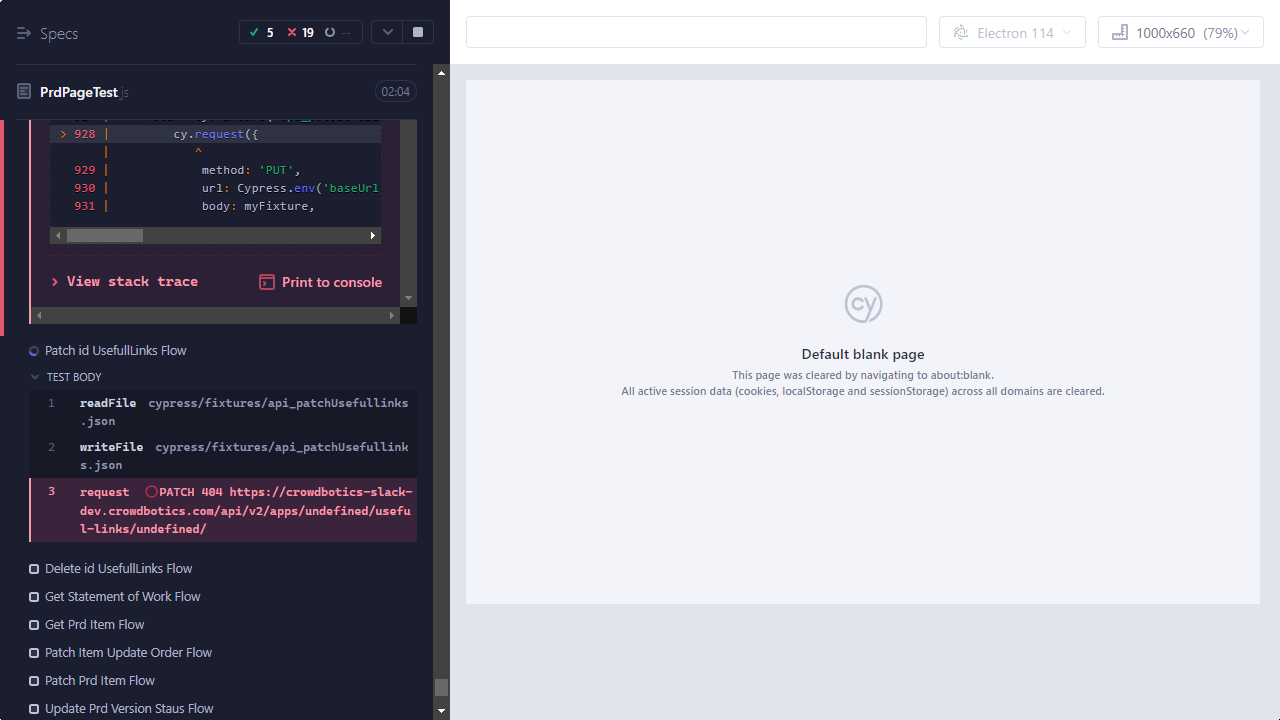 Specs
5 19 --
Electron 114
1000x660 (79%)
PrdPageTest.js
02:04
> 928 | cy.request({
| ^
929 | method: 'PUT',
930 | url: Cypress.env('baseUrl
931 | body: myFixture,
View stack trace
Print to console
Patch id UsefullLinks Flow
TEST BODY
1 readFile cypress/fixtures/api_patchUsefullinks
.json
2 writeFile cypress/fixtures/api_patchUsefullink
s.json
3 request PATCH 404 https://crowdbotics-slack-
dev.crowdbotics.com/api/v2/apps/undefined/usefu
l-links/undefined/
Delete id UsefullLinks Flow
Get Statement of Work Flow
Get Prd Item Flow
Patch Item Update Order Flow
Patch Prd Item Flow
Update Prd Version Staus Flow
cy
Default blank page
This page was cleared by navigating to about:blank.
All active session data (cookies, localStorage and sessionStorage) across all domains are cleared.